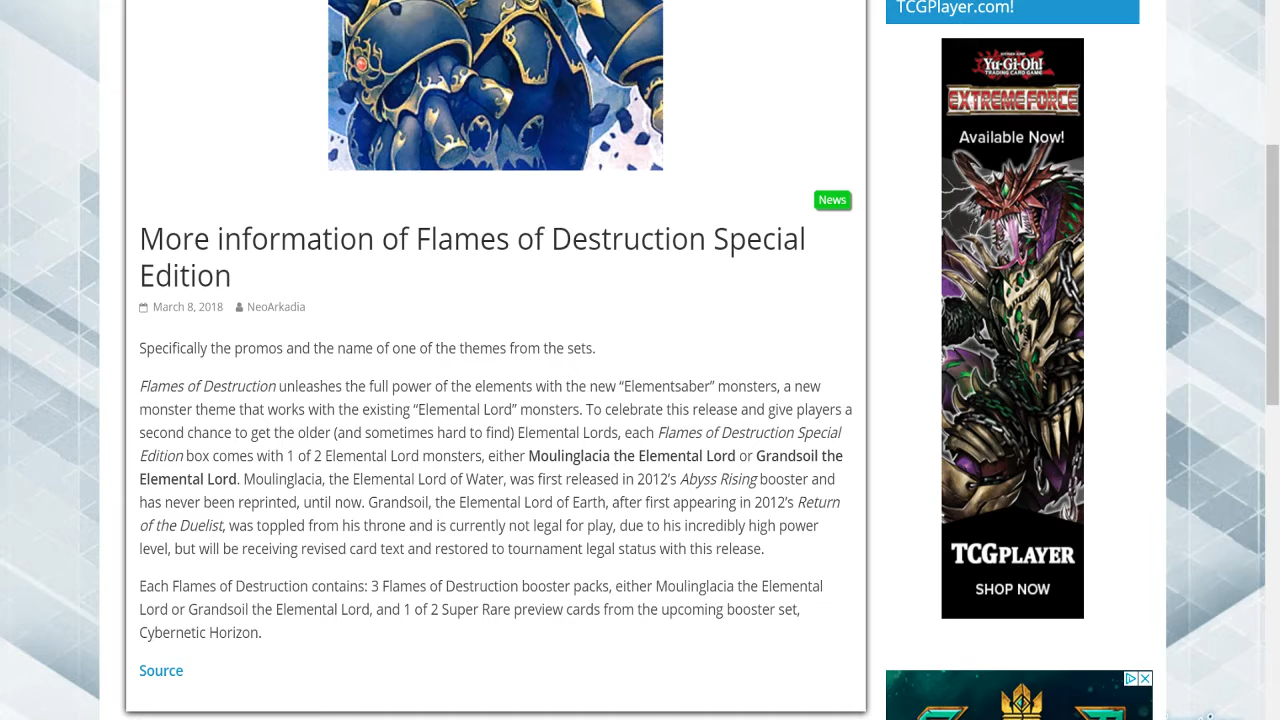 TCGPlayer.com!
News
More information of Flames of Destruction Special
Edition
March 8, 2018 NeoArkadia
Specifically the promos and the name of one of the themes from the sets.
Flames of Destruction unleashes the full power of the elements with the new “Elementsaber” monsters, a new
monster theme that works with the existing “Elemental Lord” monsters. To celebrate this release and give players a
second chance to get the older (and sometimes hard to find) Elemental Lords, each Flames of Destruction Special
Edition box comes with 1 of 2 Elemental Lord monsters, either Moulinglacia the Elemental Lord or Grandsoil the
Elemental Lord. Moulinglacia, the Elemental Lord of Water, was first released in 2012’s Abyss Rising booster and
has never been reprinted, until now. Grandsoil, the Elemental Lord of Earth, after first appearing in 2012’s Return
of the Duelist, was toppled from his throne and is currently not legal for play, due to his incredibly high power
level, but will be receiving revised card text and restored to tournament legal status with this release.
Each Flames of Destruction contains: 3 Flames of Destruction booster packs, either Moulinglacia the Elemental
Lord or Grandsoil the Elemental Lord, and 1 of 2 Super Rare preview cards from the upcoming booster set,
Cybernetic Horizon.
Source
Yu-Gi-Oh!
TRADING CARD GAME
EXTREME FORCE
Available Now!
TCGPLAYER
SHOP NOW